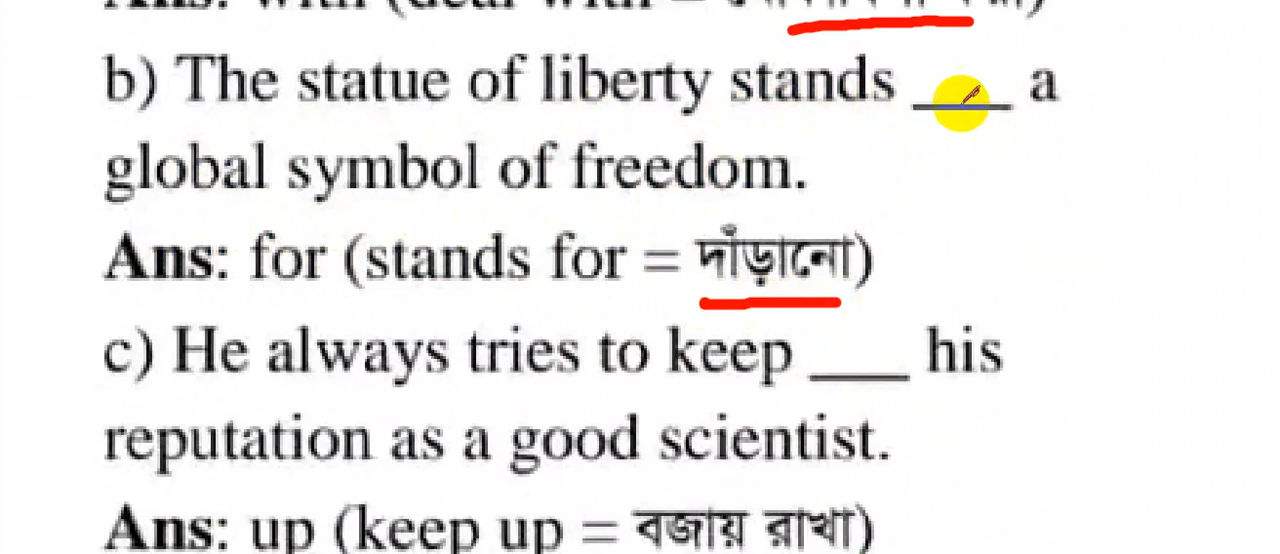 b) The statue of liberty stands ___ a
global symbol of freedom.
Ans: for (stands for = দাঁড়ানো)
c) He always tries to keep ___ his
reputation as a good scientist.
Ans: up (keep up = বজায় রাখা)